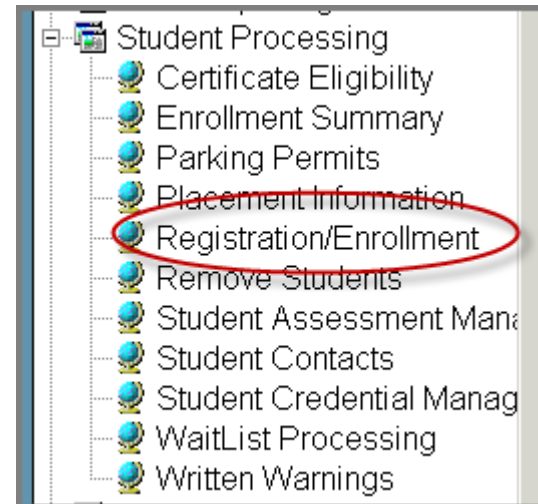 Student Processing
Certificate Eligibility
Enrollment Summary
Parking Permits
Placement Information
Registration/Enrollment
Remove Students
Student Assessment Mana
Student Contacts
Student Credential Manag
WaitList Processing
Written Warnings